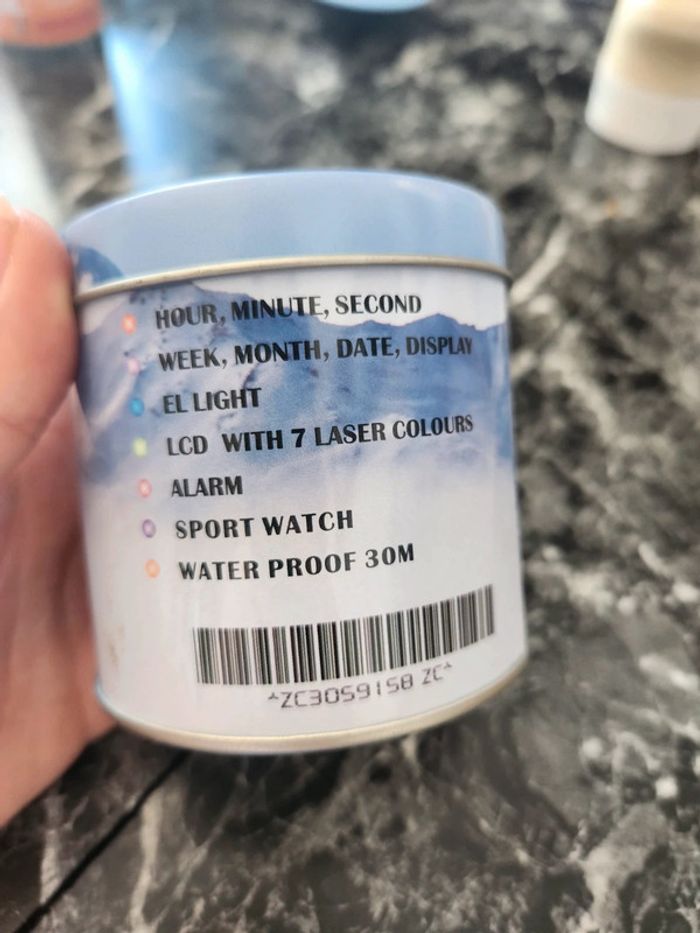 HOUR, MINUTE, SECOND
WEEK, MONTH, DATE, DISPLAY
EL LIGHT
LCD WITH 7 LASER COLOURS
ALARM
SPORT WATCH
WATER PROOF 30M
*ZC3059158 ZC*